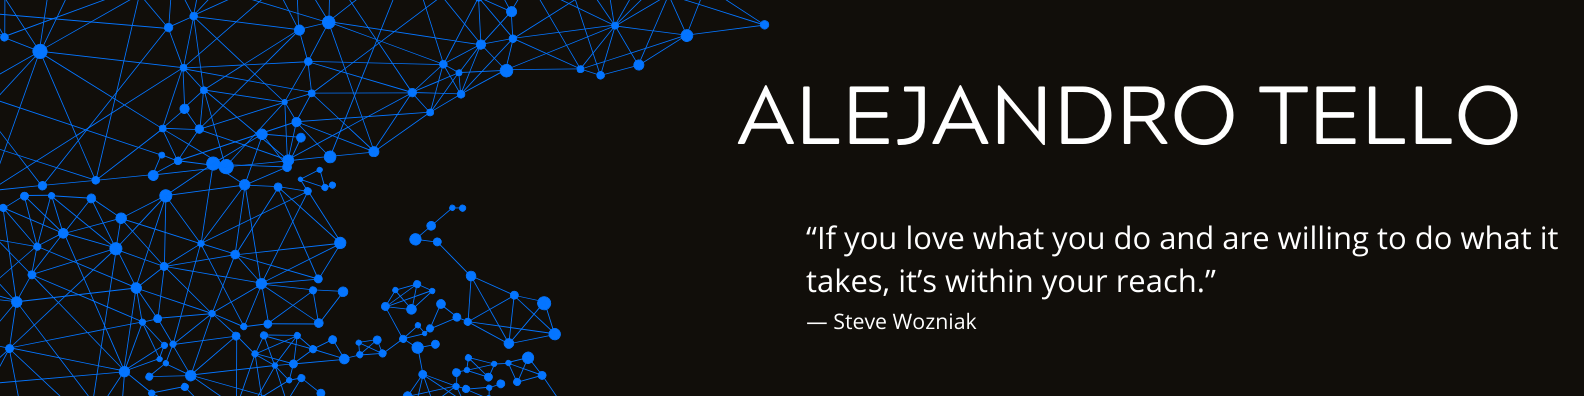 ALEJANDRO TELLO
“If you love what you do and are willing to do what it
takes, it’s within your reach.”
— Steve Wozniak